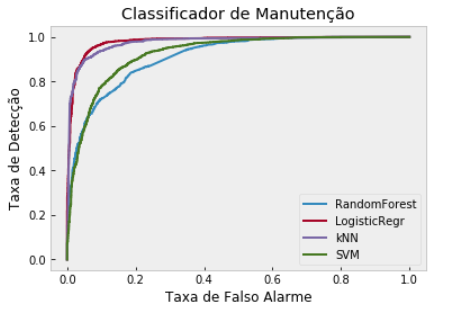 Classificador de Manutenção
Taxa de Detecção
1.0
0.8
0.6
0.4
0.2
0.0
RandomForest
LogisticRegr
kNN
SVM
0.0 0.2 0.4 0.6 0.8 1.0
Taxa de Falso Alarme